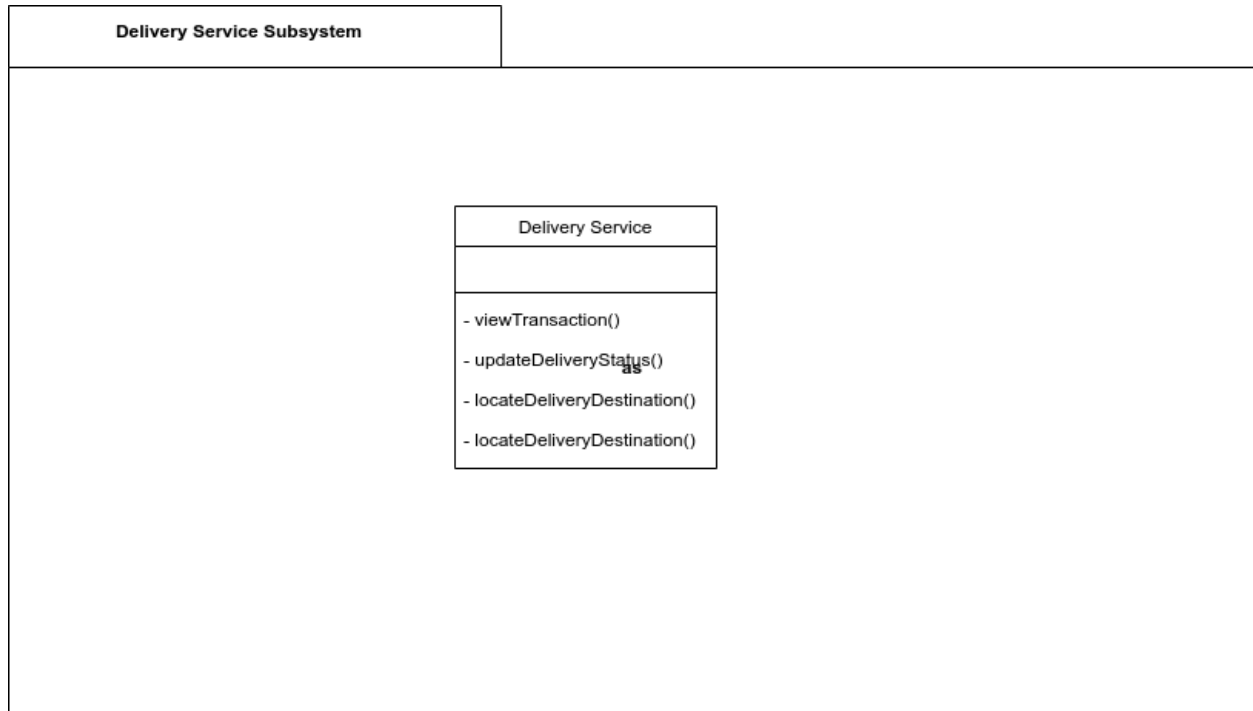 Delivery Service Subsystem
Delivery Service
- viewTransaction()
- updateDeliveryStatus()
as
- locateDeliveryDestination()
- locateDeliveryDestination()